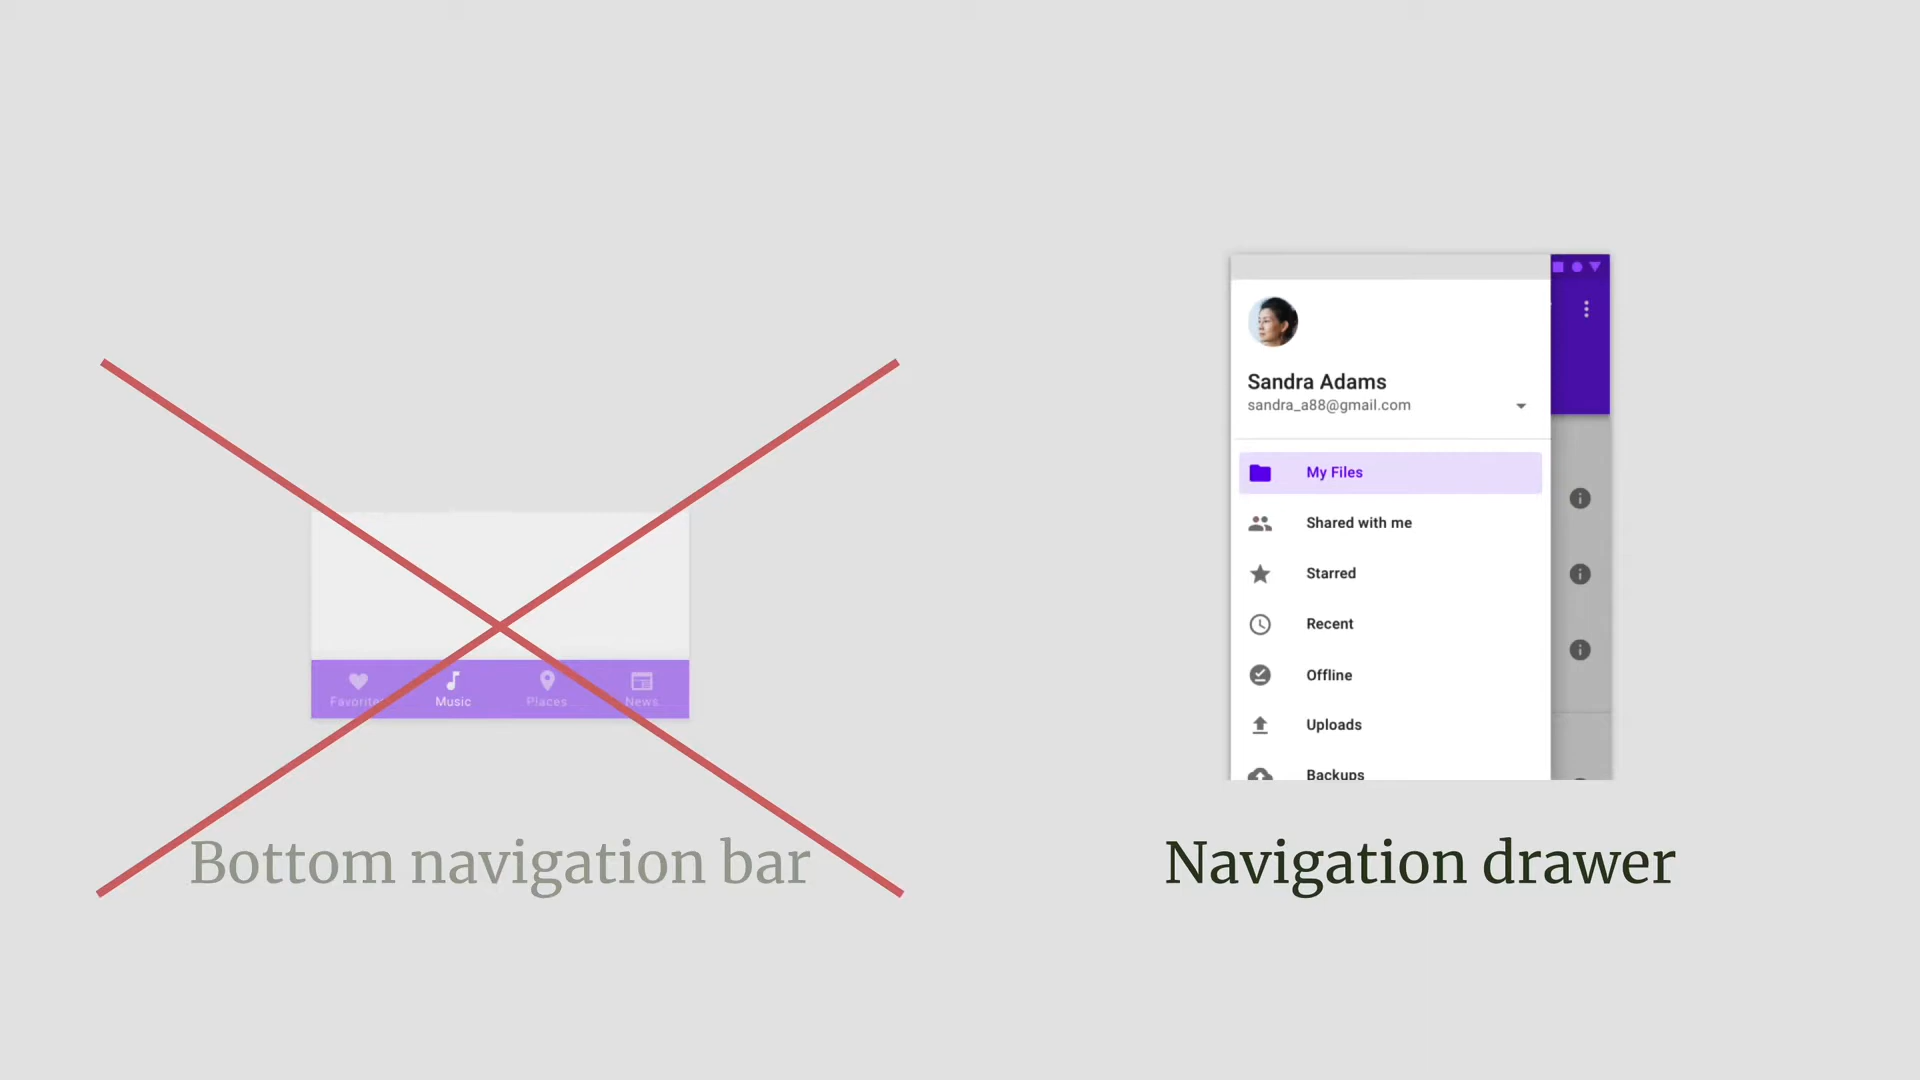 Favorite
Music
Places
News
Bottom navigation bar
Sandra Adams
sandra_a88@gmail.com
My Files
Shared with me
Starred
Recent
Offline
Uploads
Backups
Navigation drawer